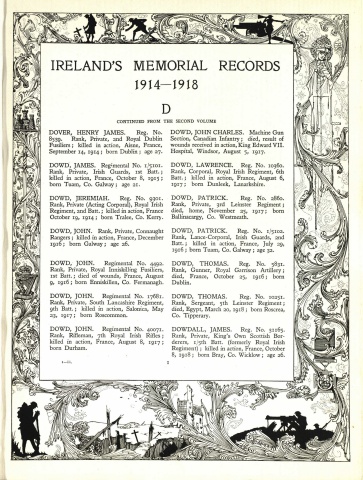 IRELAND'S MEMORIAL RECORDS
1914—1918
D
CONTINUED FROM THE SECOND VOLUME
DOVER, HENRY JAMES. Reg. No.
8539. Rank, Private, and Royal Dublin
Fusiliers; killed in action, Aisne, France,
September 14, 1914; born Dublin; age 27.
DOWD, JAMES. Regimental No. 1/5101.
Rank, Private, Irish Guards, 1st Batt.;
killed in action, France, October 8, 1915;
born Tuam, Co. Galway; age 21.
DOWD, JEREMIAH. Reg. No. 9301.
Rank, Private (Acting Corporal), Royal Irish
Regiment, 2nd Batt.; killed in action, France
October 19, 1914; born Tralee, Co. Kerry.
DOWD, JOHN. Rank, Private, Connaught
Rangers; killed in action, France, December
1916; born Galway; age 28.
DOWD, JOHN. Regimental No. 4492.
Rank, Private, Royal Inniskilling Fusiliers,
1st Batt.; died of wounds, France, August
9, 1916; born Enniskillen, Co. Fermanagh.
DOWD, JOHN. Regimental No. 17681.
Rank, Private, South Lancashire Regiment,
9th Batt.; killed in action, Salonica, May
22, 1917; born Roscommon.
DOWD, JOHN. Regimental No. 40071.
Rank, Rifleman, 7th Royal Irish Rifles;
killed in action, France, August 8, 1917;
born Durham.
DOWD, JOHN CHARLES. Machine Gun
Section, Canadian Infantry; died, result of
wounds received in action, King Edward VII.
Hospital, Windsor, August 5, 1917.
DOWD, LAWRENCE. Reg. No. 10960.
Rank, Corporal, Royal Irish Regiment, 6th
Batt.; killed in action, France, August 8,
1917; born Dunleek, Lanarkshire.
DOWD, PATRICK. Reg. No. 2860.
Rank, Private, 3rd Leinster Regiment;
died, home, November 25, 1917; born
Ballinacargy, Co. Westmeath.
DOWD, PATRICK. Reg. No. 1/5102.
Rank, Lance-Corporal, Irish Guards, 2nd
Batt.; killed in action, France, July 29,
1916; born Tuam, Co. Galway; age 21.
DOWD, THOMAS. Reg. No. 5831.
Rank, Gunner, Royal Garrison Artillery;
died, France, October 25, 1916; born
Dublin.
DOWD, THOMAS. Reg. No. 10251.
Rank, Sergeant, 5th Leinster Regiment;
died, Egypt, March 20, 1918; born Roscrea,
Co. Tipperary.
DOWDALL, JAMES. Reg. No. 32165.
Rank, Private, King's Own Scottish Bor-
derers, 1/5th Batt. (formerly Royal Irish
Regiment); killed in action, France, October
8, 1918; born Bray, Co. Wicklow; age 26.